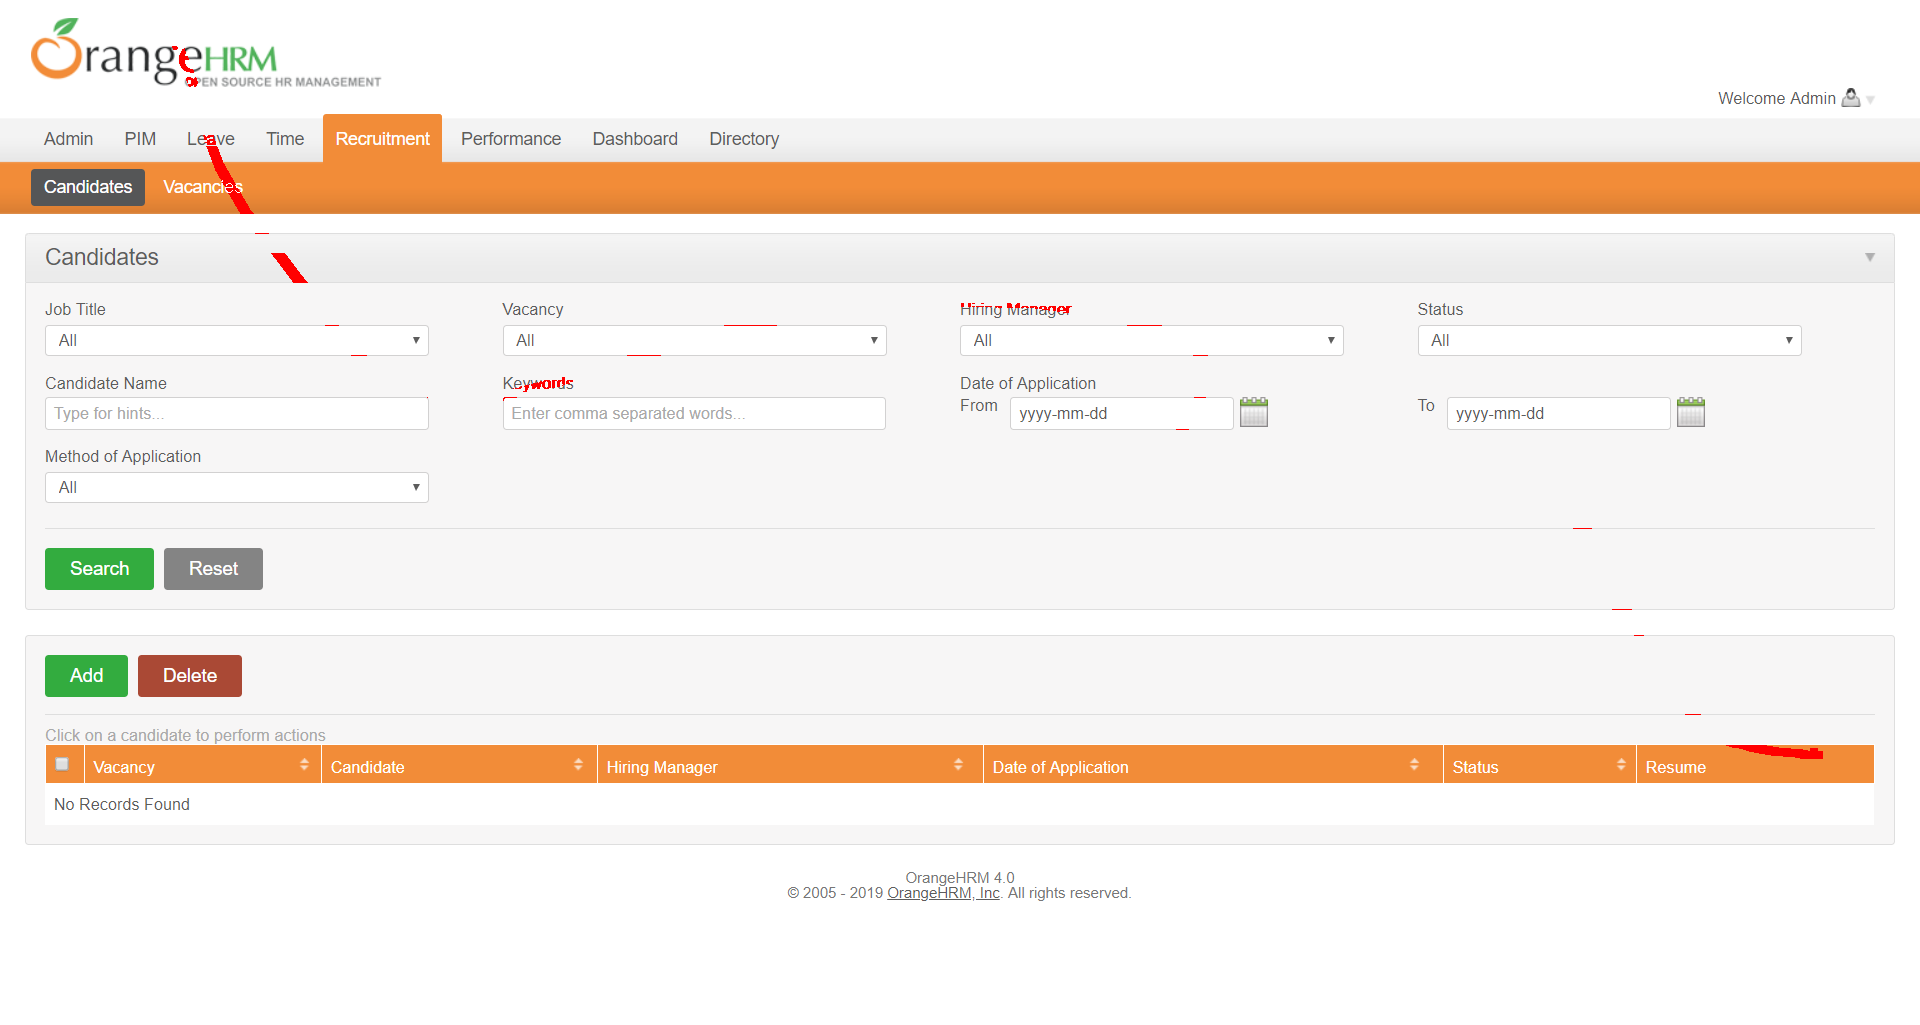 OrangeHRM
OPEN SOURCE HR MANAGEMENT
Welcome Admin
Admin PIM Leave Time Recruitment Performance Dashboard Directory
Candidates Vacancies
Candidates
Job Title Vacancy Hiring Manager Status
All All All All
Candidate Name Keywords Date of Application
Type for hints... Enter comma separated words... From yyyy-mm-dd To yyyy-mm-dd
Method of Application
All
Search Reset
Add Delete
Click on a candidate to perform actions
Vacancy Candidate Hiring Manager Date of Application Status Resume
No Records Found
OrangeHRM 4.0
© 2005 - 2019 OrangeHRM, Inc. All rights reserved.